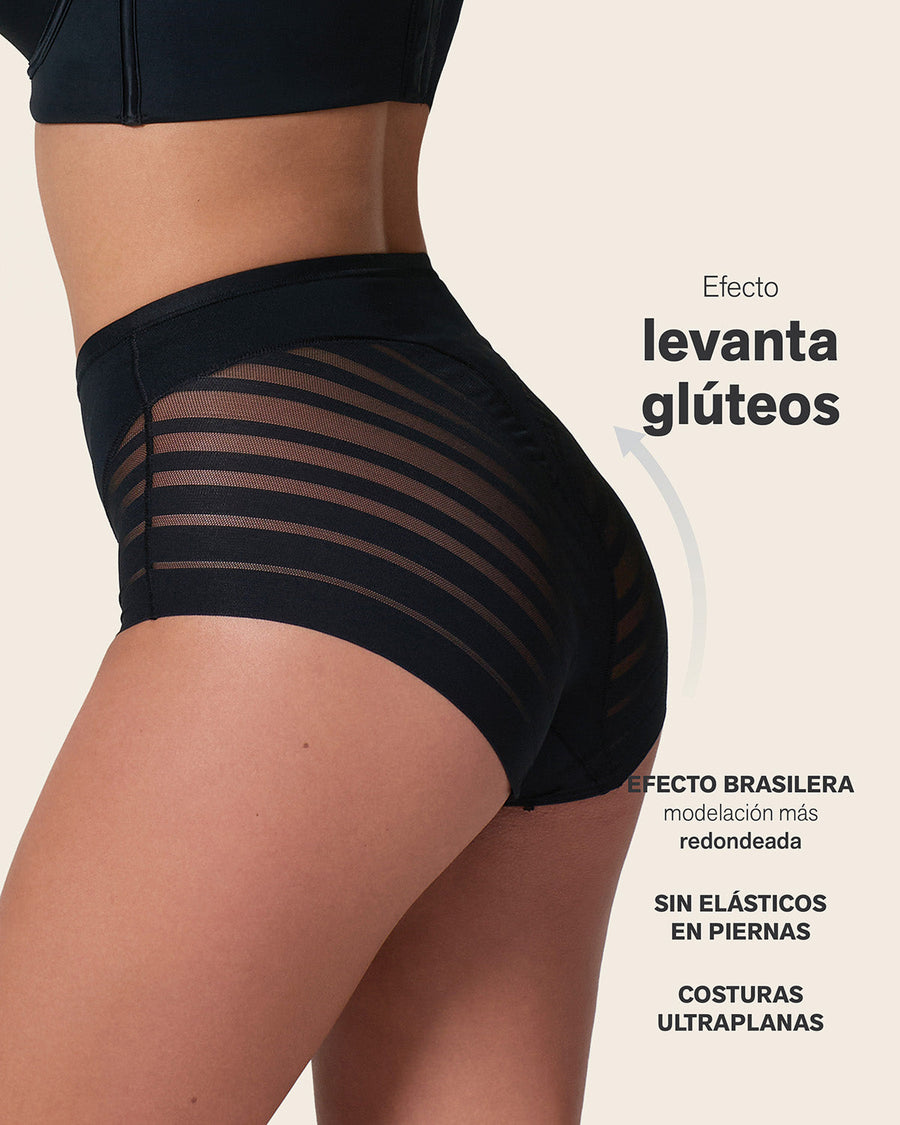 Efecto
levanta
glúteos
EFECTO BRASILERA
modelación más
redondeada
SIN ELÁSTICOS
EN PIERNAS
COSTURAS
ULTRAPLANAS